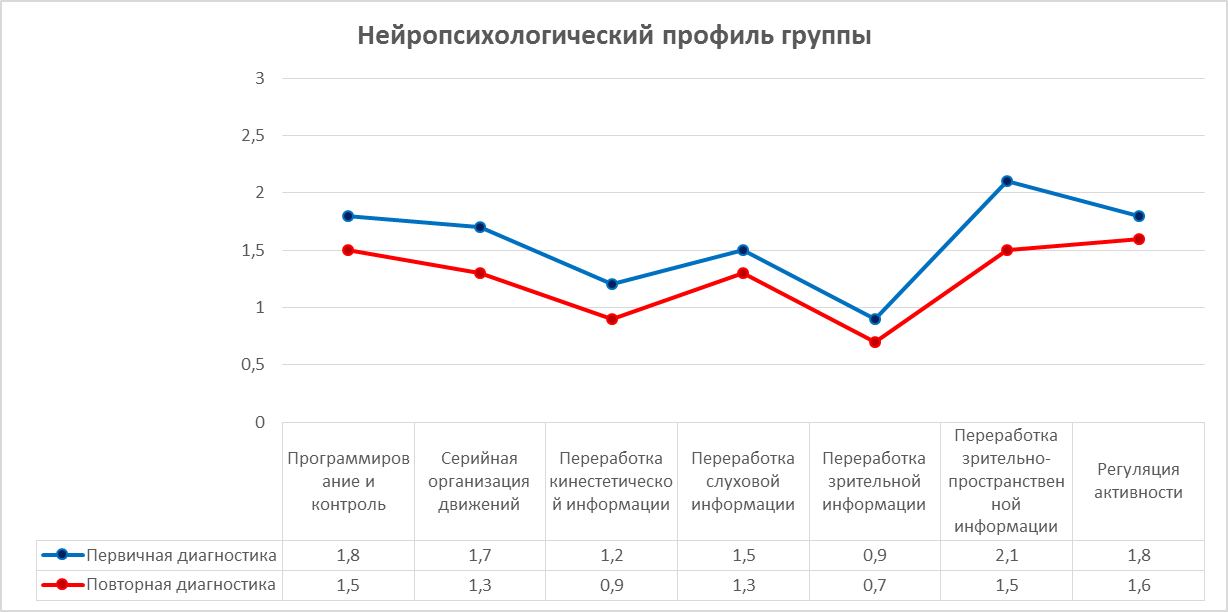 Нейропсихологический профиль группы
3
2,5
2
1,5
1
0,5
0
Программиров
ание и
контроль
Серийная
организация
движений
Переработка
кинестетическо
й информации
Переработка
слуховой
информации
Переработка
зрительной
информации
Переработка
зрительно-
пространствен
ной
информации
Регуляция
активности
Первичная диагностика 1,8 1,7 1,2 1,5 0,9 2,1 1,8
Повторная диагностика 1,5 1,3 0,9 1,3 0,7 1,5 1,6